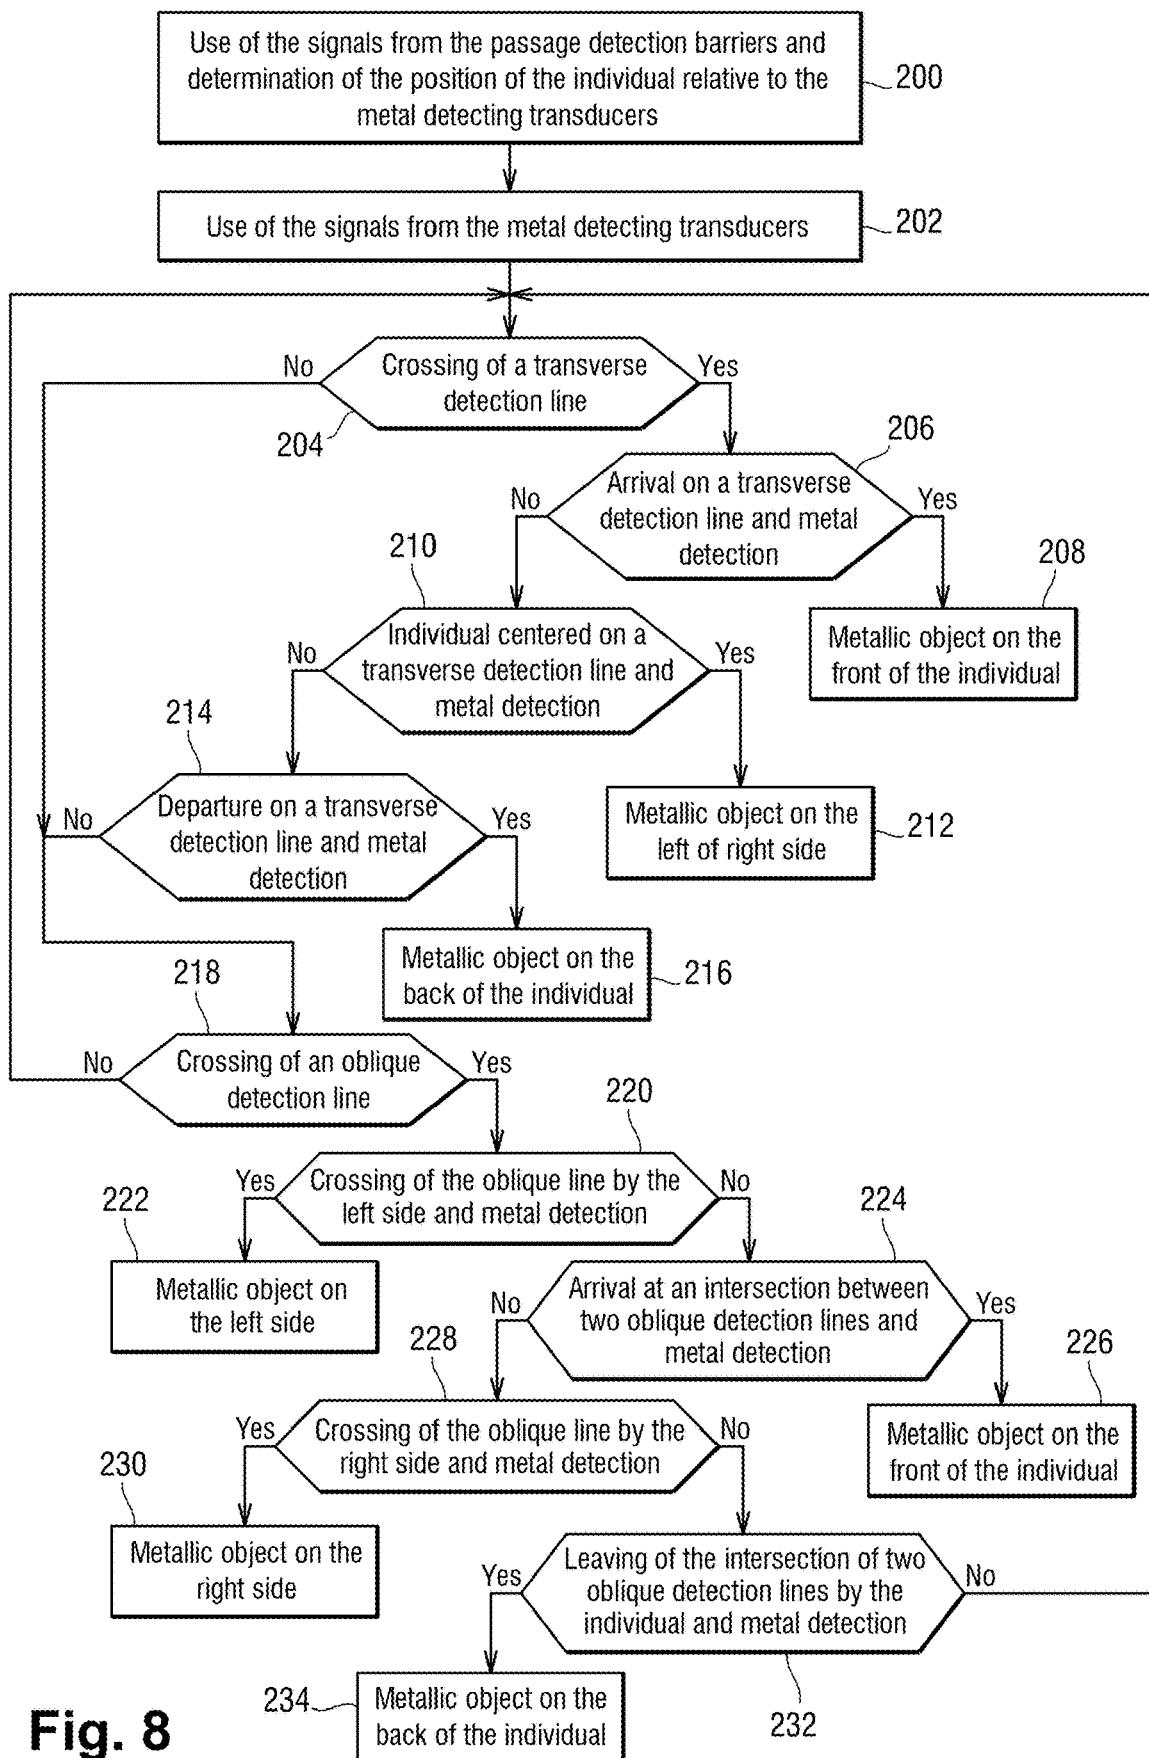 Use of the signals from the passage detection barriers and
determination of the position of the individual relative to the
metal detecting transducers
200
Use of the signals from the metal detecting transducers
202
No
Crossing of a transverse
detection line
Yes
204
206
No
Arrival on a transverse
detection line and metal
detection
Yes
210
208
No
Individual centered on a
transverse detection line and
metal detection
Yes
Metallic object on the
front of the individual
214
No
Departure on a transverse
detection line and metal
detection
Yes
Metallic object on the
left of right side
212
218
Metallic object on the
back of the individual
216
No
Crossing of an oblique
detection line
Yes
220
Yes
Crossing of the oblique line by the
left side and metal detection
No
222
224
Metallic object on
the left side
No
Arrival at an intersection between
two oblique detection lines and
metal detection
Yes
228
226
Yes
Crossing of the oblique line by the
right side and metal detection
No
Metallic object on the
front of the individual
230
Metallic object on the
right side
Yes
Leaving of the intersection of two
oblique detection lines by the
individual and metal detection
No
234
Metallic object on the
back of the individual
232
Fig. 8